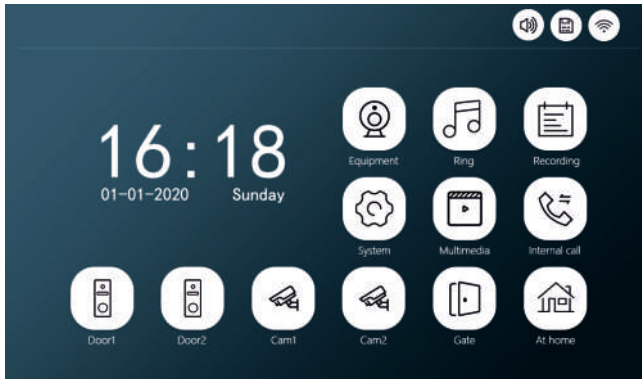 16:18
01-01-2020 Sunday
Equipment Ring Recording
System Multimedia Internal call
Door1 Door2 Cam1 Cam2 Gate At home